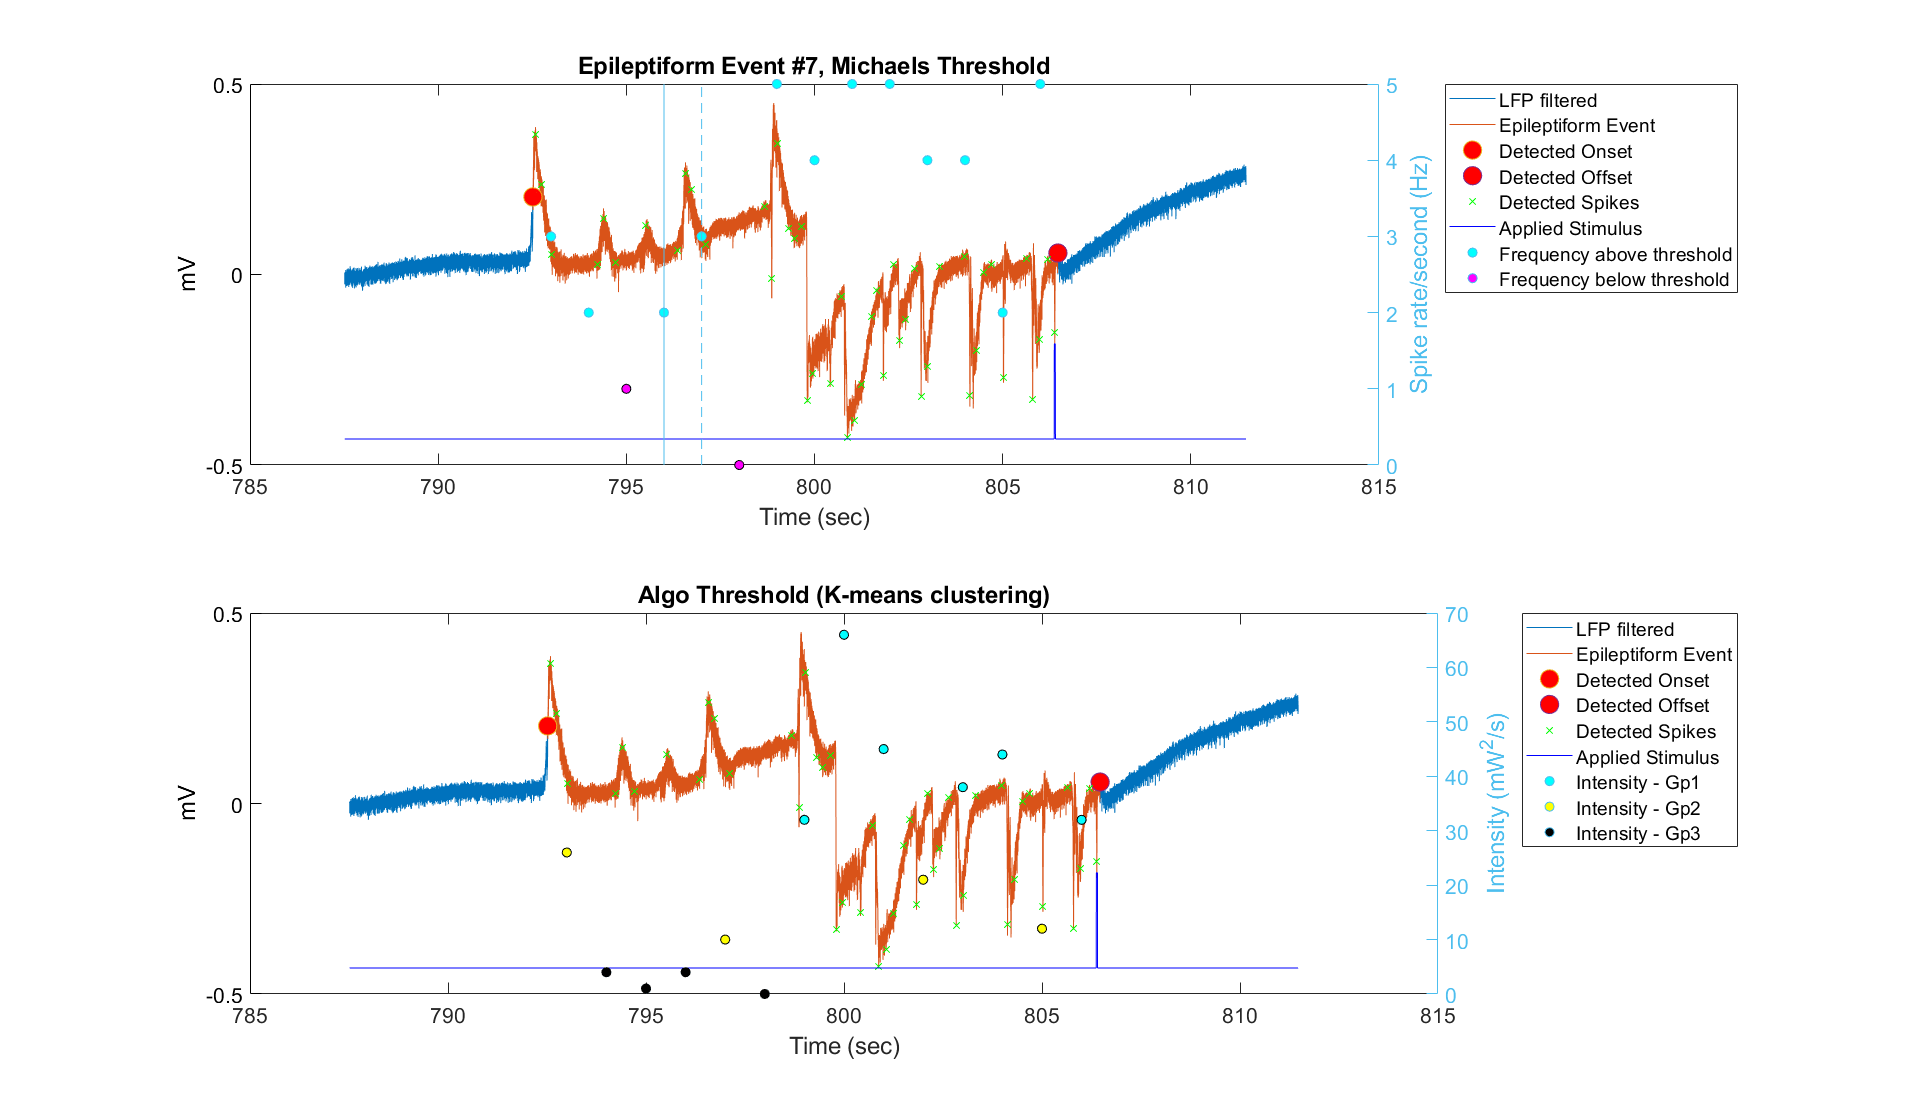 Epileptiform Event #7, Michaels Threshold
0.5
0
-0.5
mV
785
790
795
800
805
810
815
Time (sec)
5
4
3
2
1
0
Spike rate/second (Hz)
LFP filtered
Epileptiform Event
Detected Onset
Detected Offset
Detected Spikes
Applied Stimulus
Frequency above threshold
Frequency below threshold
Algo Threshold (K-means clustering)
0.5
0
-0.5
mV
785
790
795
800
805
810
815
Time (sec)
70
60
50
40
30
20
10
0
Intensity (mW²/s)
LFP filtered
Epileptiform Event
Detected Onset
Detected Offset
Detected Spikes
Applied Stimulus
Intensity - Gp1
Intensity - Gp2
Intensity - Gp3